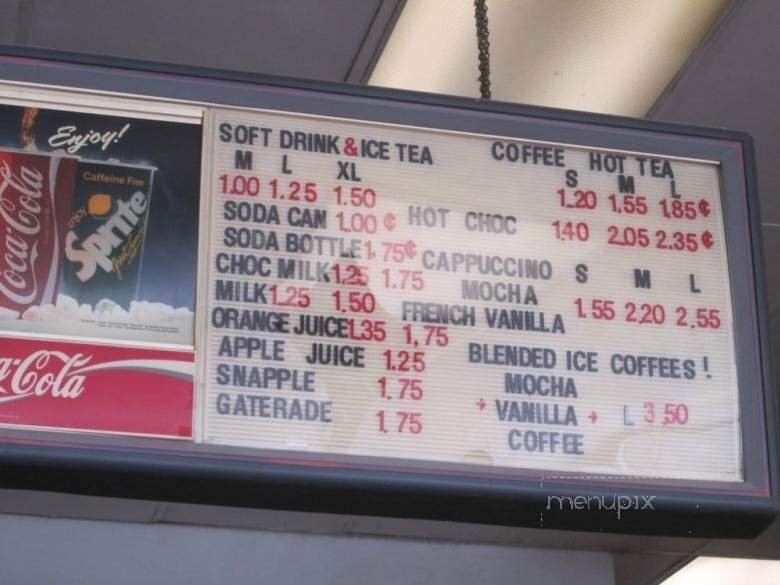 Enjoy!
Coca-Cola
Caffeine Free
enjoy
Sprite
Coca-Cola
SOFT DRINK & ICE TEA
M L XL
1.00 1.25 1.50
SODA CAN 1.00 ¢
SODA BOTTLE 1.75¢
CHOC MILK 1.25 1.75
MILK 1.25 1.50
ORANGE JUICE 1.35 1,75
APPLE JUICE 1.25
SNAPPLE 1.75
GATERADE 1.75
COFFEE HOT TEA
S M L
1.20 1.55 1.85¢
HOT CHOC 1.40 2.05 2.35¢
CAPPUCCINO S M L
MOCHA
FRENCH VANILLA 1.55 2.20 2.55
BLENDED ICE COFFEES!
MOCHA
+ VANILLA + L 3.50
COFFEE
menupix